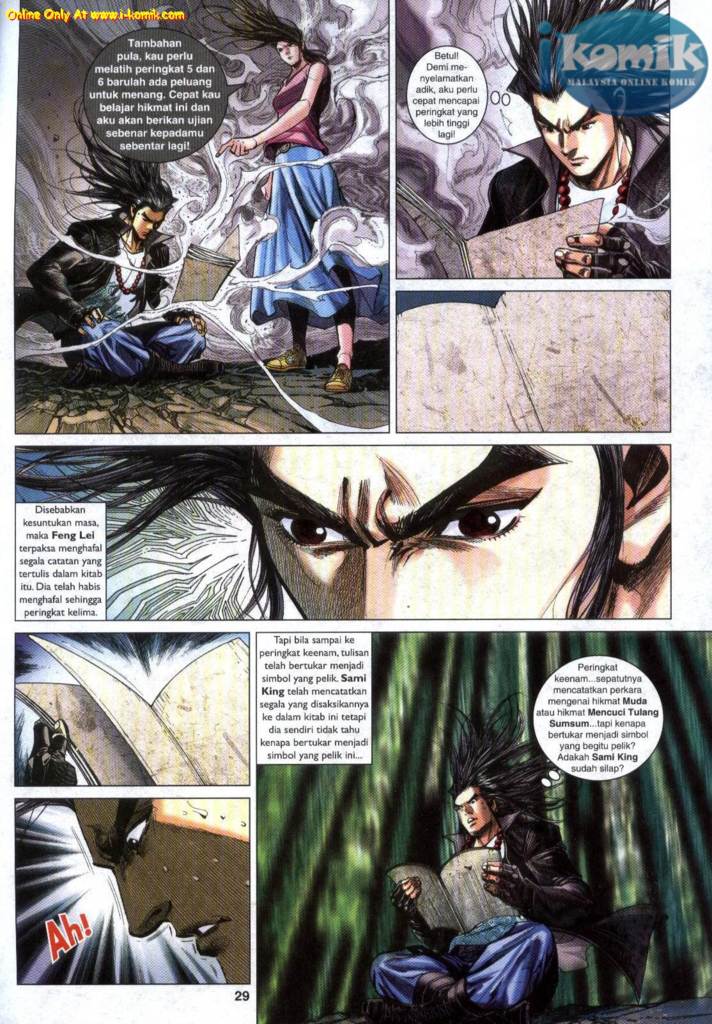 Online Only At www.i-komik.com
ikomik
MALAYSIA ONLINE KOMIK
Tambahan
pula, kau perlu
melatih peringkat 5 dan
6 barulah ada peluang
untuk menang. Cepat kau
belajar hikmat ini dan
aku akan berikan ujian
sebenar kepadamu
sebentar lagi!
Betul!
Demi me-
nyelamatkan
adik, aku perlu
cepat mencapai
peringkat yang
lebih tinggi
lagi!
Disebabkan
kesuntukan masa,
maka Feng Lei
terpaksa menghafal
segala catatan yang
tertulis dalam kitab
itu. Dia telah habis
menghafal sehingga
peringkat kelima.
Tapi bila sampai ke
peringkat keenam, tulisan
telah bertukar menjadi
simbol yang pelik. Sami
King telah mencatatkan
segala yang disaksikannya
ke dalam kitab ini tetapi
dia sendiri tidak tahu
kenapa bertukar menjadi
simbol yang pelik ini...
Peringkat
keenam...sepatutnya
mencatatkan perkara
mengenai hikmat Muda
atau hikmat Mencuci Tulang
Sumsum...tapi kenapa
bertukar menjadi simbol
yang begitu pelik?
Adakah Sami King
sudah silap?
Ah!
29